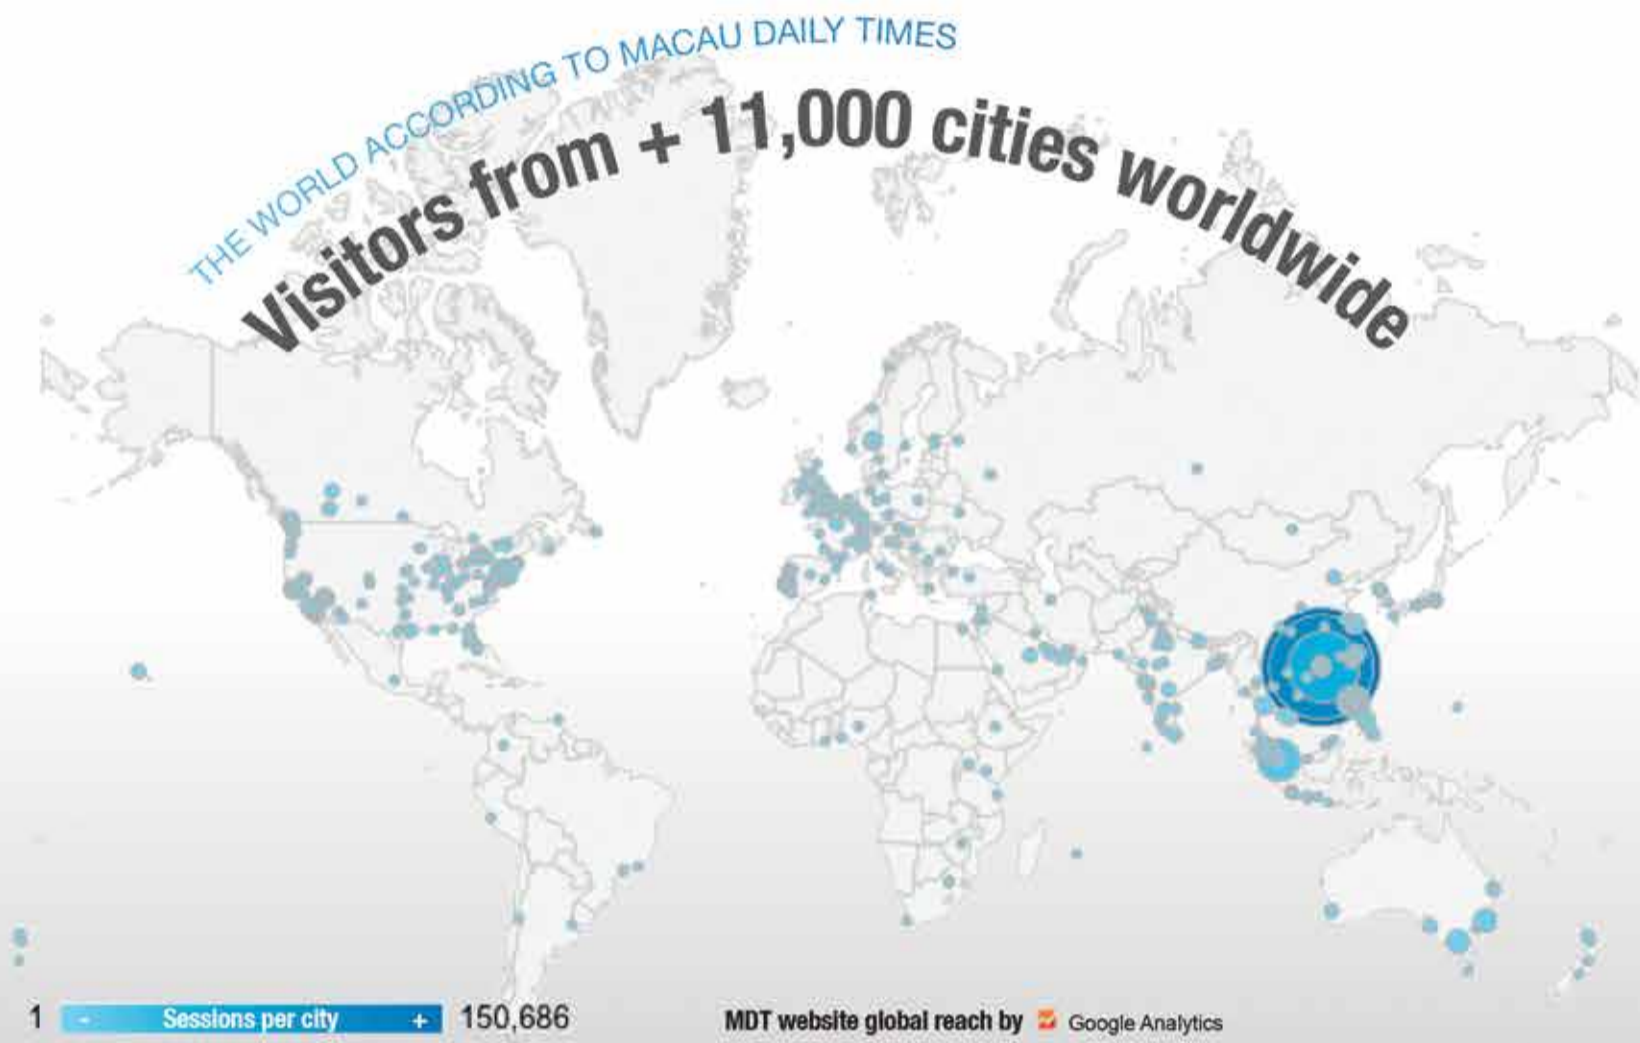 THE WORLD ACCORDING TO MACAU DAILY TIMES
Visitors from + 11,000 cities worldwide
1 - Sessions per city + 150,686
MDT website global reach by Google Analytics